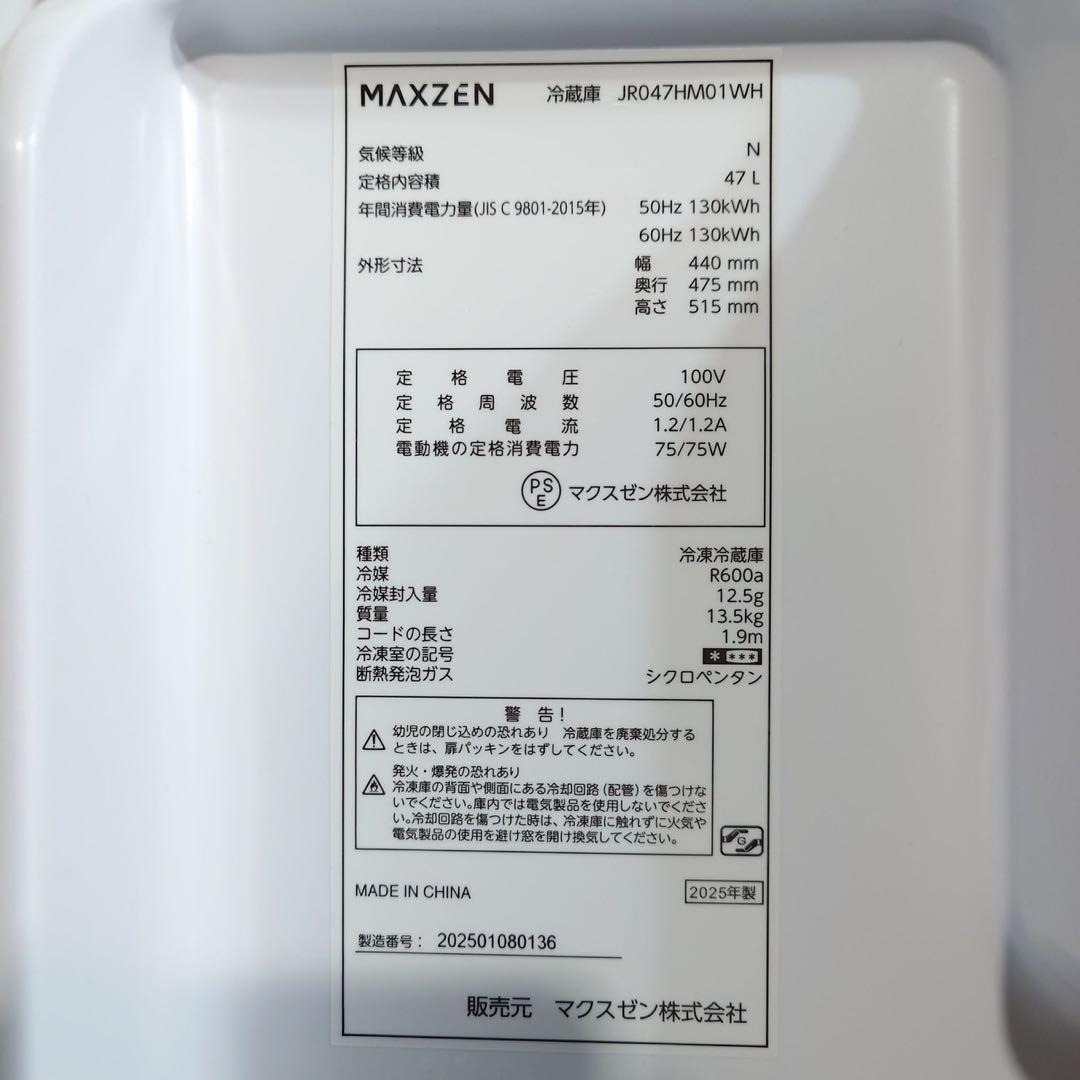 MAXZEN 冷蔵庫 JR047HM01WH
気候等級 N
定格内容積 47 L
年間消費電力量(JIS C 9801-2015年) 50Hz 130kWh
60Hz 130kWh
外形寸法 幅 440 mm
奥行 475 mm
高さ 515 mm
定格電圧 100V
定格周波数 50/60Hz
定格電流 1.2/1.2A
電動機の定格消費電力 75/75W
PSE マクスゼン株式会社
種類 冷凍冷蔵庫
冷媒 R600a
冷媒封入量 12.5g
質量 13.5kg
コードの長さ 1.9m
冷凍室の記号 * ***
断熱発泡ガス シクロペンタン
警 告!
幼児の閉じ込めの恐れあり 冷蔵庫を廃棄処分する
ときは、扉パッキンをはずしてください。
発火・爆発の恐れあり
冷凍庫の背面や側面にある冷却回路(配管)を傷つけな
いでください。庫内では電気製品を使用しないでくださ
い。冷却回路を傷つけた時は、冷凍庫に触れずに火気や
電気製品の使用を避け窓を開け換気してください。
G
MADE IN CHINA 2025年製
製造番号: 202501080136
販売元 マクスゼン株式会社